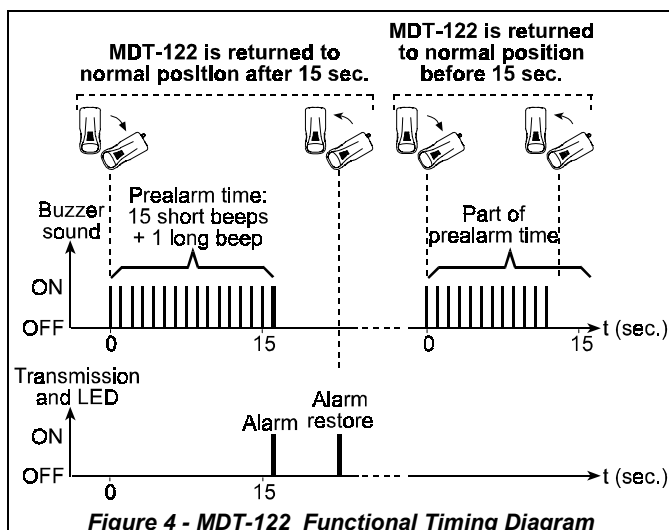 MDT-122 is returned to
normal position after 15 sec.
MDT-122 is returned
to normal position
before 15 sec.
Prealarm time:
15 short beeps
+ 1 long beep
Buzzer
sound
Part of
prealarm time
ON
OFF
0
15
0
15
t (sec.)
Transmission
and LED
Alarm
Alarm
restore
ON
OFF
0
15
t (sec.)
Figure 4 - MDT-122 Functional Timing Diagram